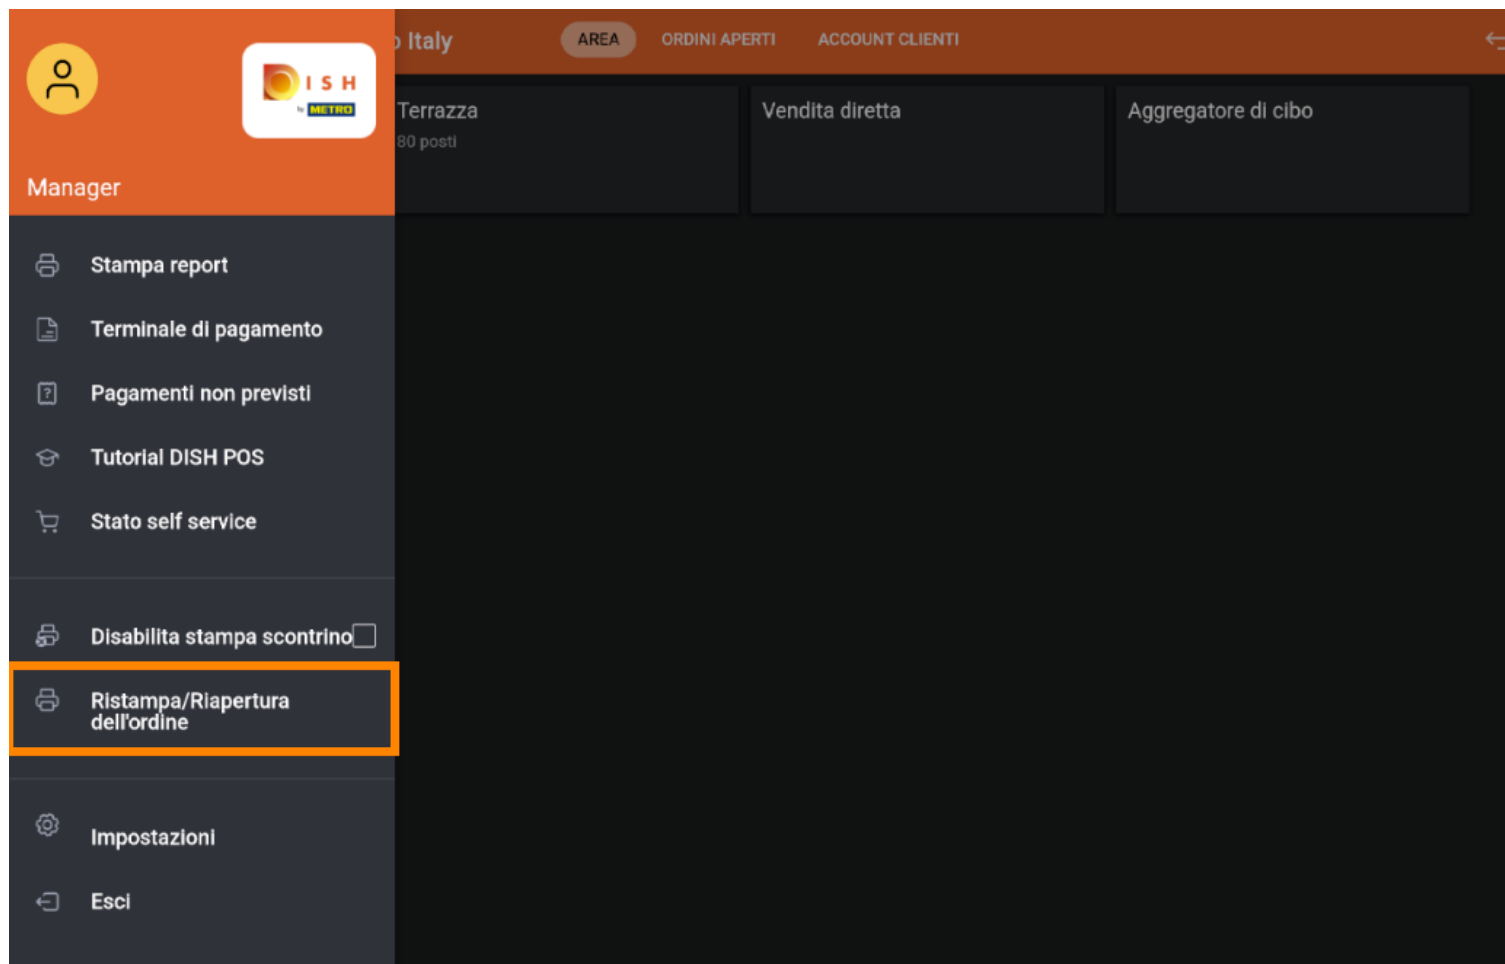 DISH
by METRO
Manager
Stampa report
Terminale di pagamento
Pagamenti non previsti
Tutorial DISH POS
Stato self service
Disabilita stampa scontrino
Ristampa/Riapertura
dell'ordine
Impostazioni
Esci
o Italy
AREA
ORDINI APERTI
ACCOUNT CLIENTI
Terrazza
80 posti
Vendita diretta
Aggregatore di cibo